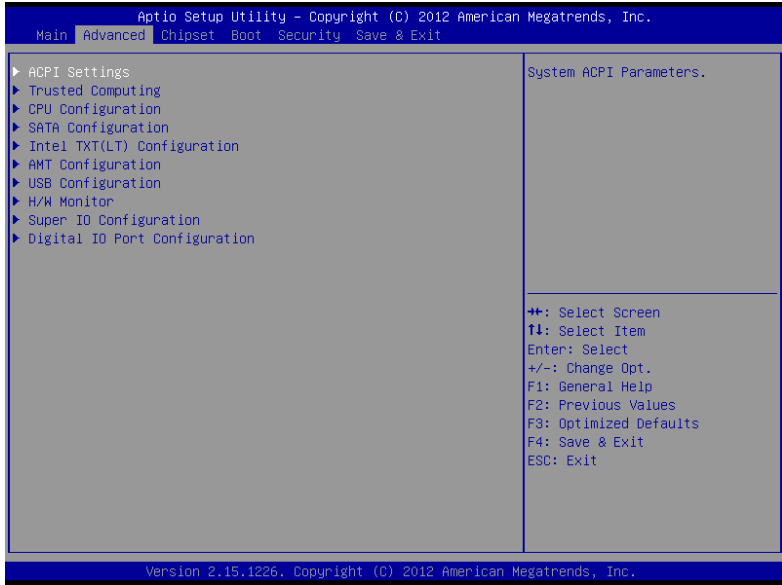 Aptio Setup Utility – Copyright (C) 2012 American Megatrends, Inc.
Main Advanced Chipset Boot Security Save & Exit
ACPI Settings
Trusted Computing
CPU Configuration
SATA Configuration
Intel TXT(LT) Configuration
AMT Configuration
USB Configuration
H/W Monitor
Super IO Configuration
Digital IO Port Configuration
System ACPI Parameters.
→←: Select Screen
↑↓: Select Item
Enter: Select
+/-: Change Opt.
F1: General Help
F2: Previous Values
F3: Optimized Defaults
F4: Save & Exit
ESC: Exit
Version 2.15.1226. Copyright (C) 2012 American Megatrends, Inc.